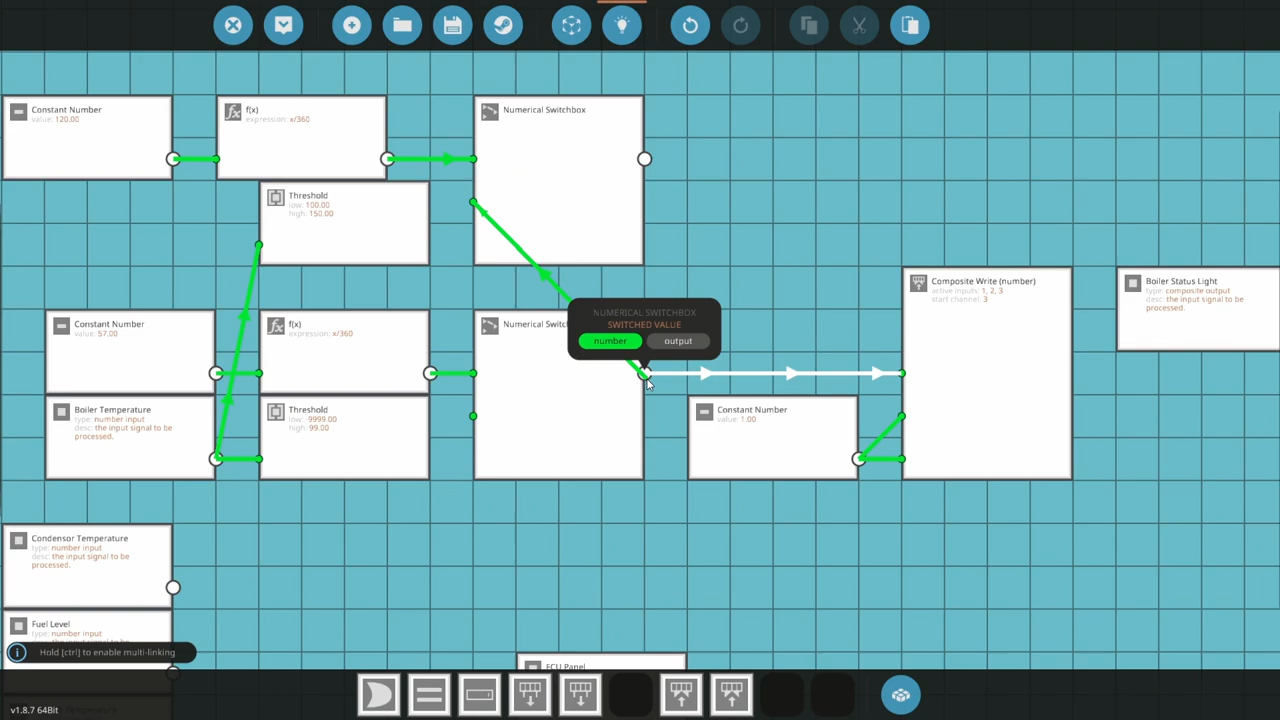 Constant Number
value: 120.00
f(x)
expression: x/360
Numerical Switchbox
Threshold
low: 100.00
high: 150.00
Composite Write (number)
active inputs: 1, 2, 3
start channel: 3
Boiler Status Light
type: composite output
desc: the input signal to be
processed.
Constant Number
value: 57.00
f(x)
expression: x/360
Numerical Switch
NUMERICAL SWITCHBOX
SWITCHED VALUE
number
output
Boiler Temperature
type: number input
desc: the input signal to be
processed.
Threshold
low: -9999.00
high: 99.00
Constant Number
value: 1.00
Condensor Temperature
type: number input
desc: the input signal to be
processed.
Fuel Level
type: number input
Hold [ctrl] to enable multi-linking
ECU Panel
v1.8.7 64Bit